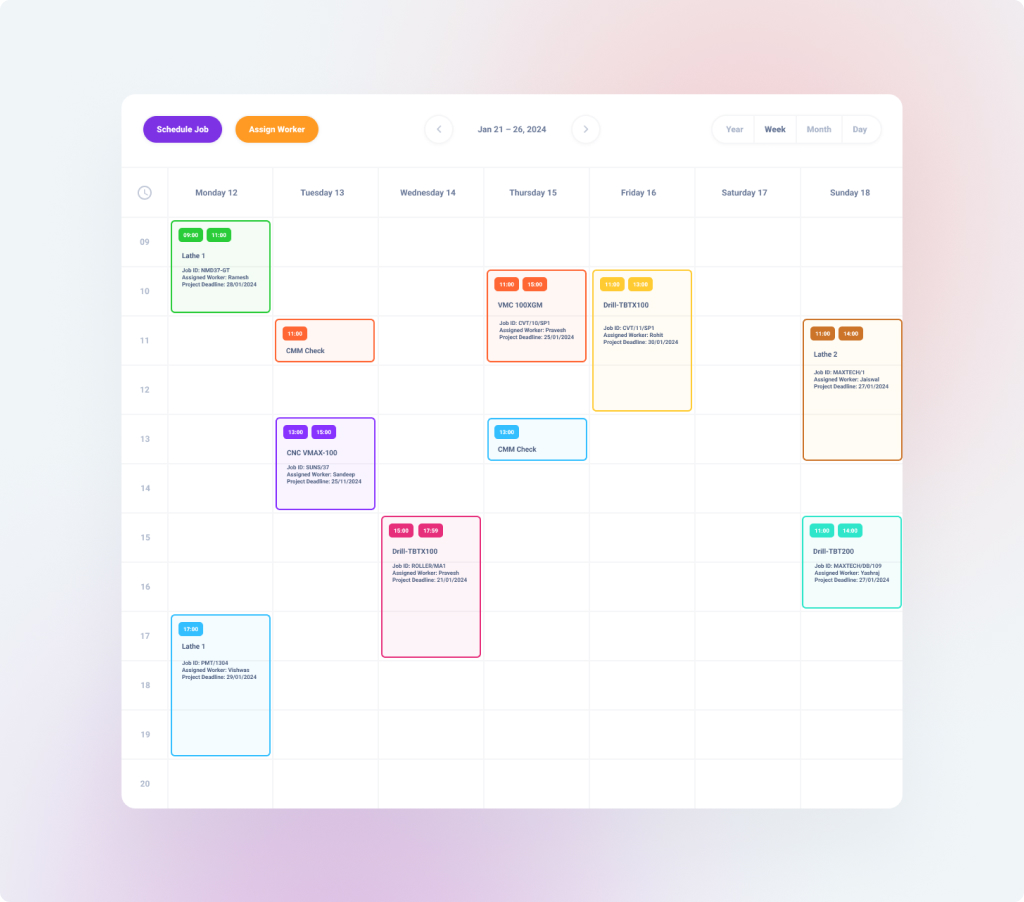 Schedule Job
Assign Worker
Jan 21 – 26, 2024
Year
Week
Month
Day
Monday 12
Tuesday 13
Wednesday 14
Thursday 15
Friday 16
Saturday 17
Sunday 18
09
09:00 11:00
Lathe 1
Job ID: NMD37-GT
Assigned Worker: Ramesh
Project Deadline: 28/01/2024
10
11:00 15:00
VMC 100XGM
Job ID: CVT/10/SP1
Assigned Worker: Pravesh
Project Deadline: 25/01/2024
11:00 13:00
Drill-TBTX100
Job ID: CVT/11/SP1
Assigned Worker: Rohit
Project Deadline: 30/01/2024
11
11:00
CMM Check
11:00 14:00
Lathe 2
Job ID: MAXTECH/1
Assigned Worker: Jaiswal
Project Deadline: 27/01/2024
12
13
13:00 15:00
CNC VMAX-100
Job ID: SUNS/37
Assigned Worker: Sandeep
Project Deadline: 25/11/2024
13:00
CMM Check
14
15
15:00 17:59
Drill-TBTX100
Job ID: ROLLER/MA1
Assigned Worker: Pravesh
Project Deadline: 21/01/2024
11:00 14:00
Drill-TBT200
Job ID: MAXTECH/DB/109
Assigned Worker: Yashraj
Project Deadline: 27/01/2024
16
17
17:00
Lathe 1
Job ID: PMT/1304
Assigned Worker: Vishwas
Project Deadline: 29/01/2024
18
19
20